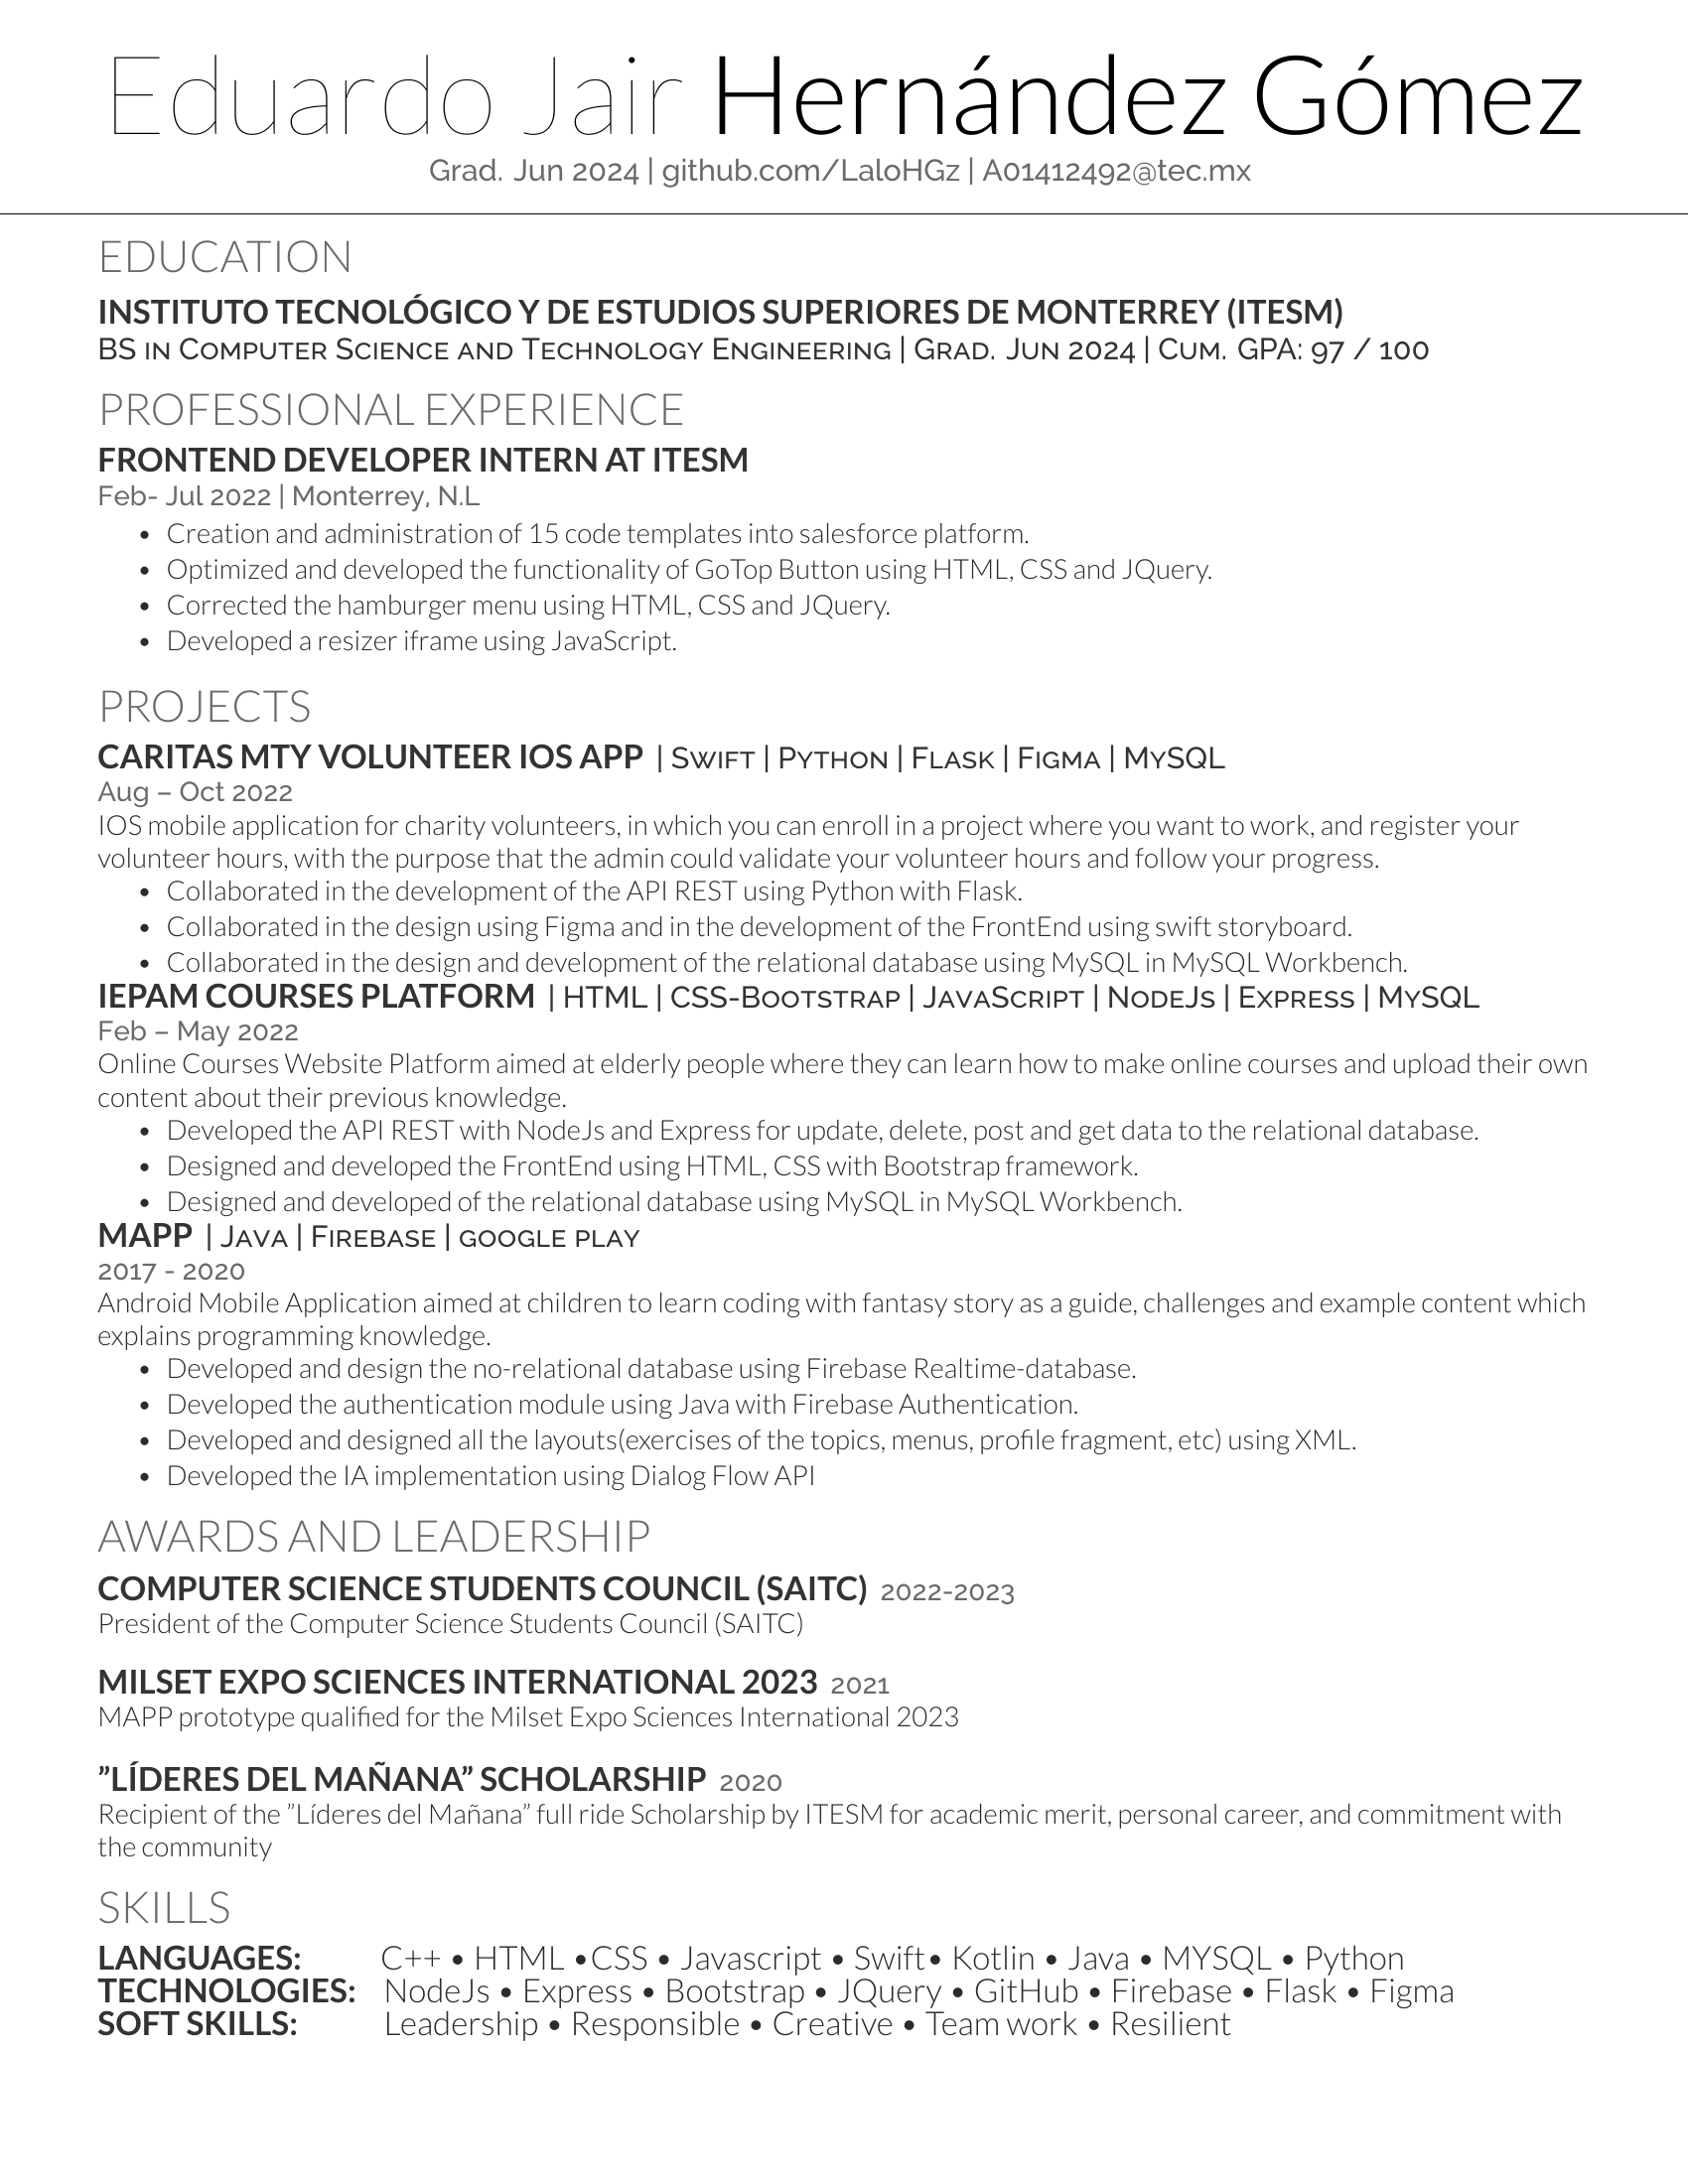 Eduardo Jair Hernández Gómez
Grad. Jun 2024 | github.com/LaloHGz | A01412492@tec.mx
EDUCATION
INSTITUTO TECNOLÓGICO Y DE ESTUDIOS SUPERIORES DE MONTERREY (ITESM)
BS in Computer Science and Technology Engineering | Grad. Jun 2024 | Cum. GPA: 97 / 100
PROFESSIONAL EXPERIENCE
FRONTEND DEVELOPER INTERN AT ITESM
Feb- Jul 2022 | Monterrey, N.L
• Creation and administration of 15 code templates into salesforce platform.
• Optimized and developed the functionality of GoTop Button using HTML, CSS and JQuery.
• Corrected the hamburger menu using HTML, CSS and JQuery.
• Developed a resizer iframe using JavaScript.
PROJECTS
CARITAS MTY VOLUNTEER IOS APP | Swift | Python | Flask | Figma | MySQL
Aug – Oct 2022
IOS mobile application for charity volunteers, in which you can enroll in a project where you want to work, and register your
volunteer hours, with the purpose that the admin could validate your volunteer hours and follow your progress.
• Collaborated in the development of the API REST using Python with Flask.
• Collaborated in the design using Figma and in the development of the FrontEnd using swift storyboard.
• Collaborated in the design and development of the relational database using MySQL in MySQL Workbench.
IEPAM COURSES PLATFORM | HTML | CSS-Bootstrap | JavaScript | NodeJs | Express | MySQL
Feb – May 2022
Online Courses Website Platform aimed at elderly people where they can learn how to make online courses and upload their own
content about their previous knowledge.
• Developed the API REST with NodeJs and Express for update, delete, post and get data to the relational database.
• Designed and developed the FrontEnd using HTML, CSS with Bootstrap framework.
• Designed and developed of the relational database using MySQL in MySQL Workbench.
MAPP | Java | Firebase | google play
2017 - 2020
Android Mobile Application aimed at children to learn coding with fantasy story as a guide, challenges and example content which
explains programming knowledge.
• Developed and design the no-relational database using Firebase Realtime-database.
• Developed the authentication module using Java with Firebase Authentication.
• Developed and designed all the layouts(exercises of the topics, menus, profile fragment, etc) using XML.
• Developed the IA implementation using Dialog Flow API
AWARDS AND LEADERSHIP
COMPUTER SCIENCE STUDENTS COUNCIL (SAITC) 2022-2023
President of the Computer Science Students Council (SAITC)
MILSET EXPO SCIENCES INTERNATIONAL 2023 2021
MAPP prototype qualified for the Milset Expo Sciences International 2023
”LÍDERES DEL MAÑANA” SCHOLARSHIP 2020
Recipient of the ”Líderes del Mañana” full ride Scholarship by ITESM for academic merit, personal career, and commitment with
the community
SKILLS
LANGUAGES: C++ • HTML •CSS • Javascript • Swift• Kotlin • Java • MYSQL • Python
TECHNOLOGIES: NodeJs • Express • Bootstrap • JQuery • GitHub • Firebase • Flask • Figma
SOFT SKILLS: Leadership • Responsible • Creative • Team work • Resilient